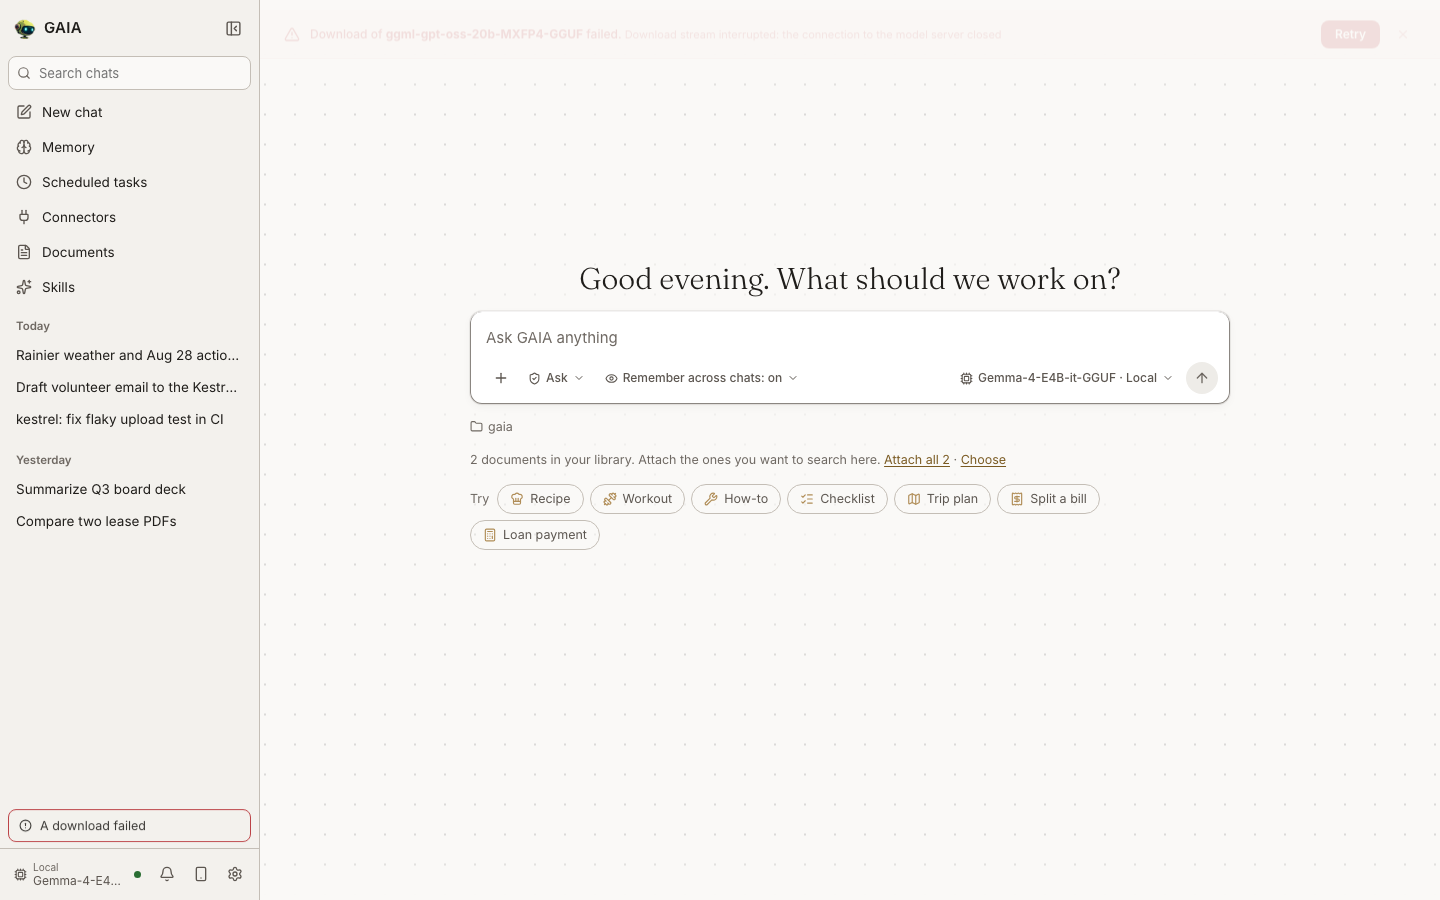 GAIA
Search chats
New chat
Memory
Scheduled tasks
Connectors
Documents
Skills
Today
Rainier weather and Aug 28 actio...
Draft volunteer email to the Kestr...
kestrel: fix flaky upload test in CI
Yesterday
Summarize Q3 board deck
Compare two lease PDFs
A download failed
Local
Gemma-4-E4...
Download of ggml-gpt-oss-20b-MXFP4-GGUF failed. Download stream interrupted: the connection to the model server closed.
Retry
Good evening. What should we work on?
Ask GAIA anything
Ask
Remember across chats: on
Gemma-4-E4B-it-GGUF · Local
gaia
2 documents in your library. Attach the ones you want to search here. Attach all 2 · Choose
Try Recipe Workout How-to Checklist Trip plan Split a bill
Loan payment